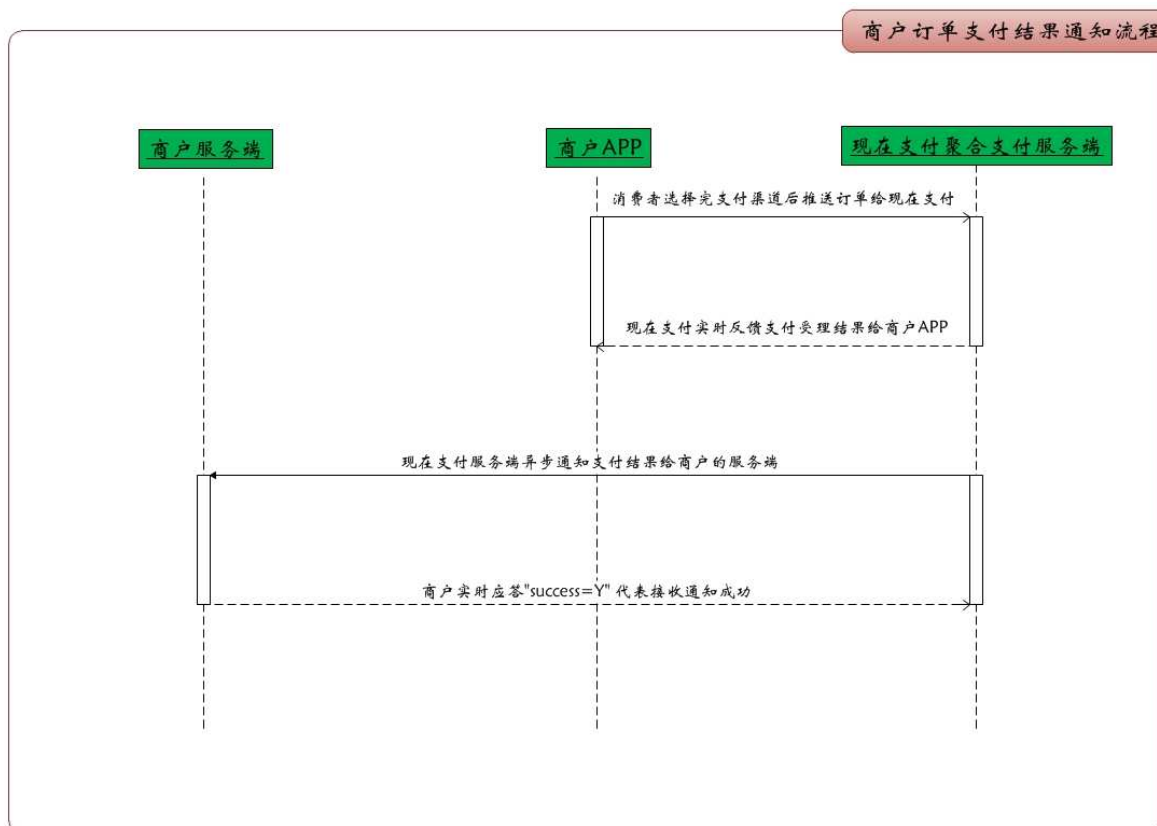 商户订单支付结果通知流程
商户服务端
商户APP
现在支付聚合支付服务端
消费者选择完支付渠道后推送订单给现在支付
现在支付实时反馈支付受理结果给商户APP
现在支付服务端异步通知支付结果给商户的服务端
商户实时应答"success=Y" 代表接收通知成功